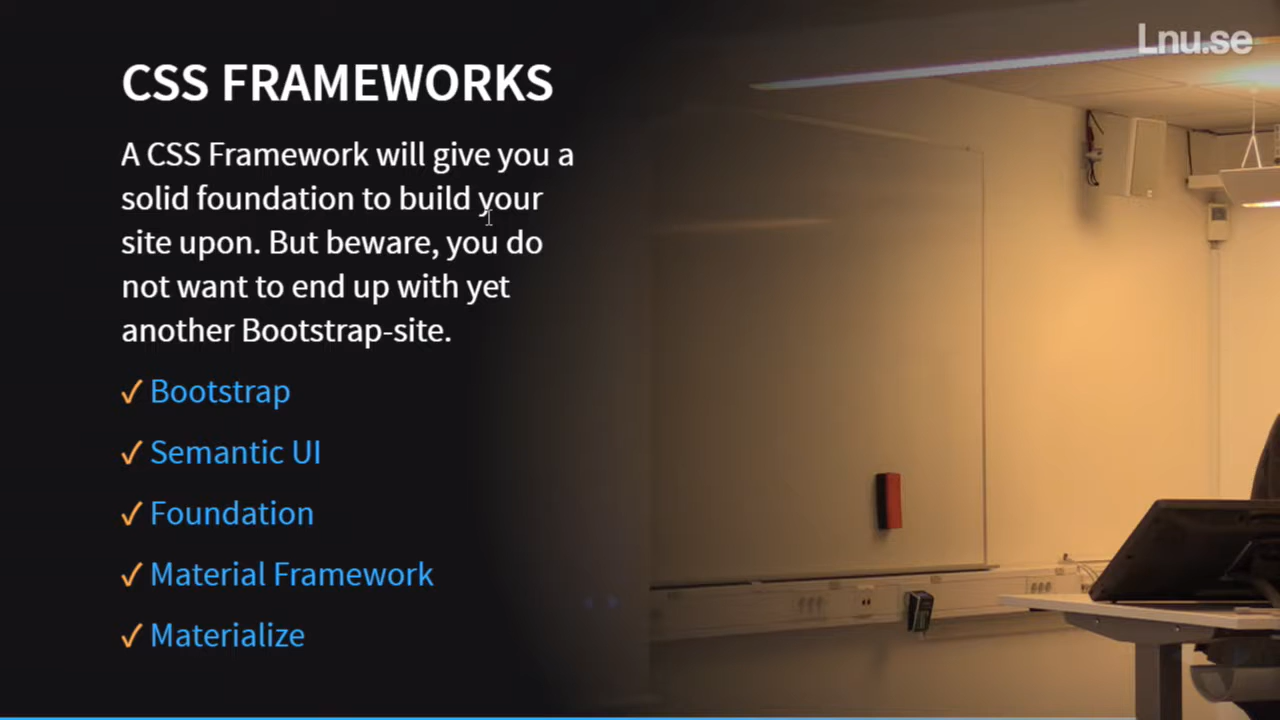 Lnu.se
CSS FRAMEWORKS
A CSS Framework will give you a
solid foundation to build your
site upon. But beware, you do
not want to end up with yet
another Bootstrap-site.
✓ Bootstrap
✓ Semantic UI
✓ Foundation
✓ Material Framework
✓ Materialize